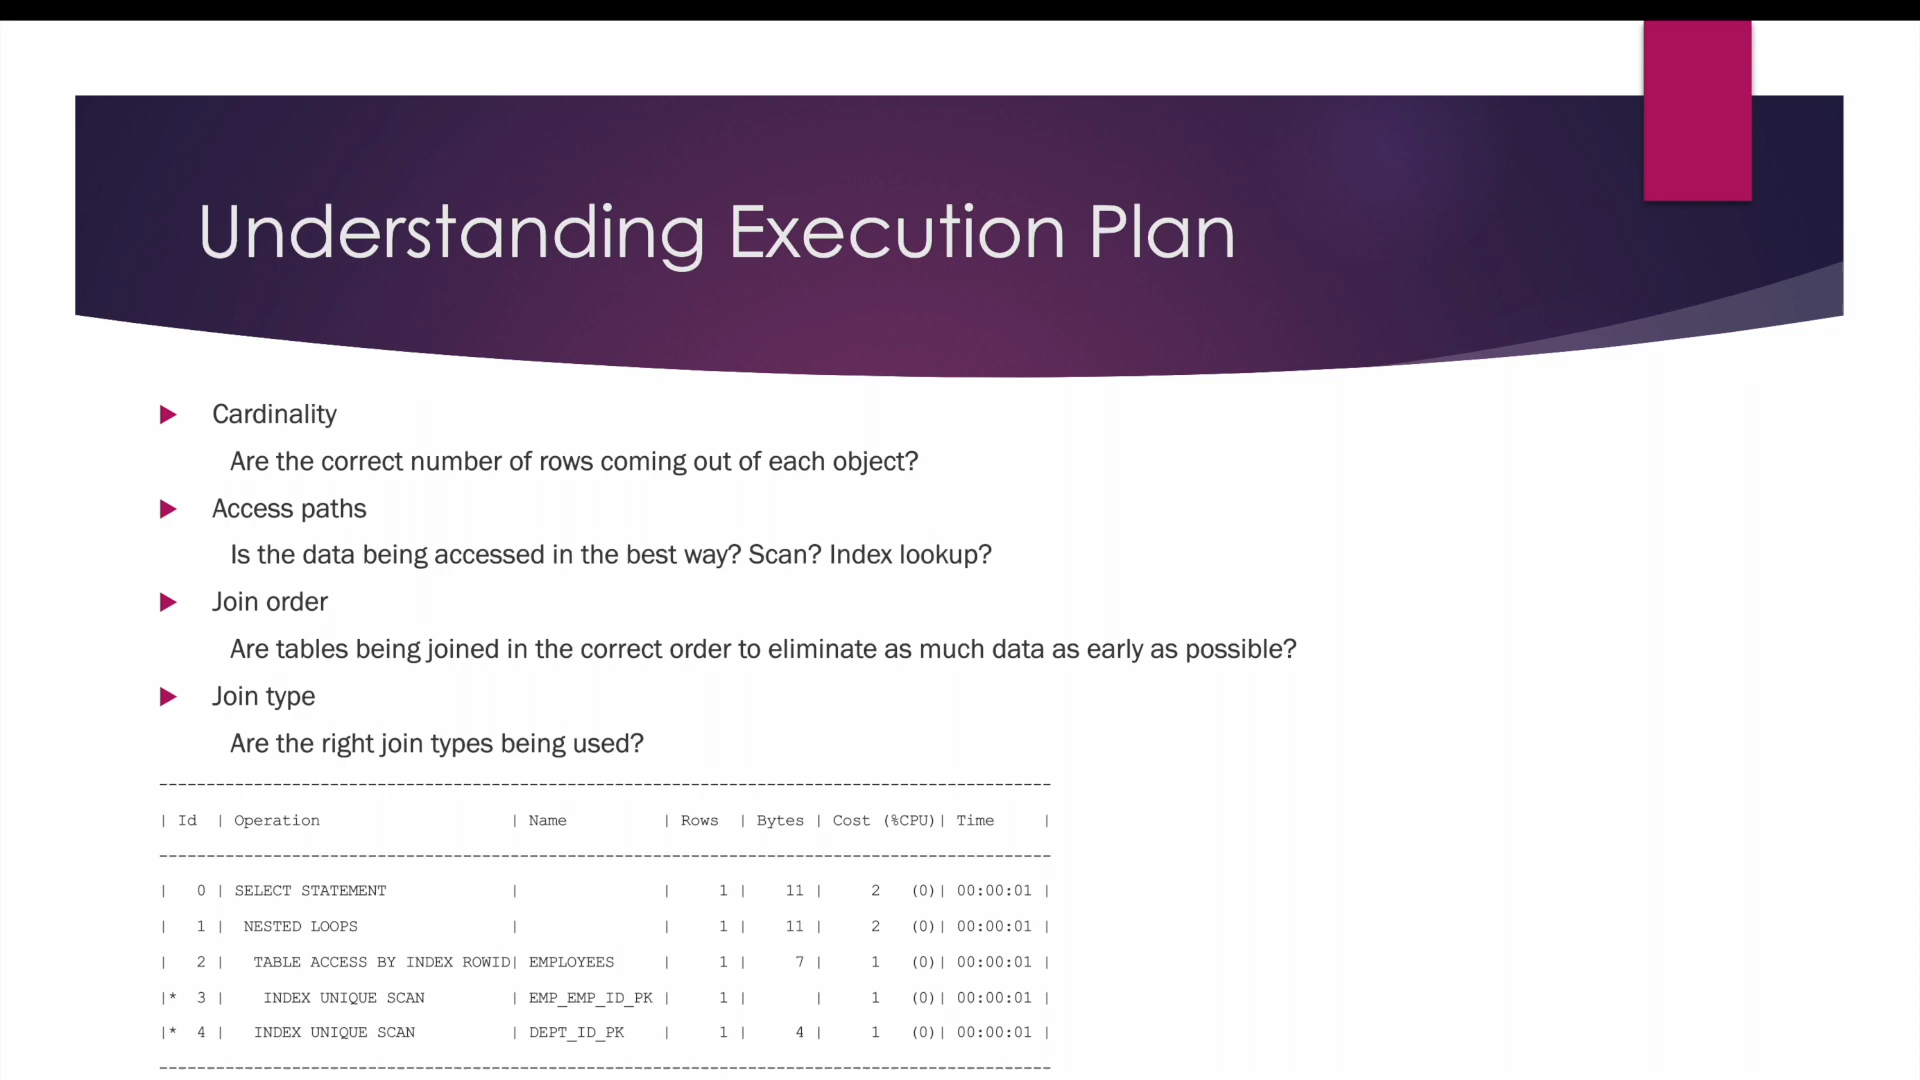 Understanding Execution Plan
Cardinality
Are the correct number of rows coming out of each object?
Access paths
Is the data being accessed in the best way? Scan? Index lookup?
Join order
Are tables being joined in the correct order to eliminate as much data as early as possible?
Join type
Are the right join types being used?
----------------------------------------------------------------------------------------------
| Id  | Operation                    | Name          | Rows  | Bytes | Cost (%CPU)| Time     |
----------------------------------------------------------------------------------------------
|   0 | SELECT STATEMENT             |               |     1 |    11 |     2   (0)| 00:00:01 |
|   1 |  NESTED LOOPS                |               |     1 |    11 |     2   (0)| 00:00:01 |
|   2 |   TABLE ACCESS BY INDEX ROWID| EMPLOYEES     |     1 |     7 |     1   (0)| 00:00:01 |
|*  3 |    INDEX UNIQUE SCAN         | EMP_EMP_ID_PK |     1 |       |     1   (0)| 00:00:01 |
|*  4 |   INDEX UNIQUE SCAN          | DEPT_ID_PK    |     1 |     4 |     1   (0)| 00:00:01 |
----------------------------------------------------------------------------------------------